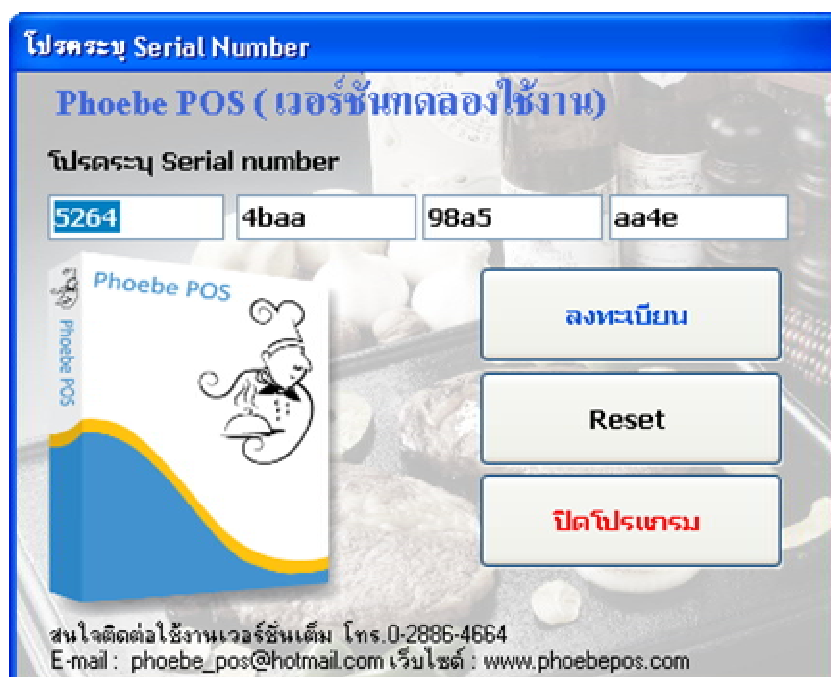 โปรดระบุ Serial Number
Phoebe POS ( เวอร์ชั่นทดลองใช้งาน)
โปรดระบุ Serial number
5264 4baa 98a5 aa4e
Phoebe POS
Phoebe POS
ลงทะเบียน
Reset
ปิดโปรแกรม
สนใจติดต่อใช้งานเวอร์ชั่นเต็ม โทร.0-2886-4664
E-mail : phoebe_pos@hotmail.com เว็บไซต์ : www.phoebepos.com